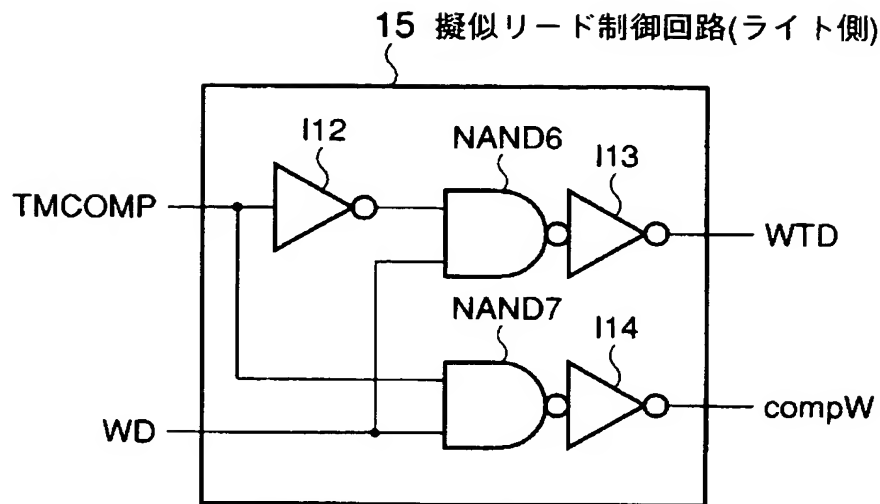 15 擬似リード制御回路(ライト側)
I12
NAND6
I13
TMCOMP
WTD
NAND7
I14
compW
WD